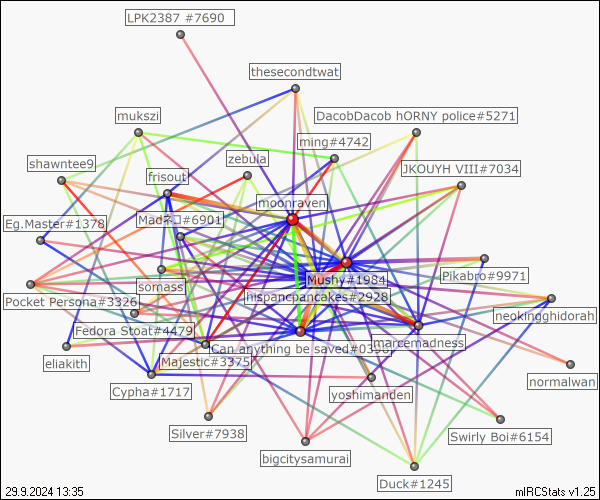 LPK2387 #7690
thesecondtwat
mukszi
DacobDacob hORNY police#5271
ming#4742
zebula
shawntee9
JKOUYH VIII#7034
frisout
moonraven
Eg.Master#1378
Pikabro#9971
Mushy#1984
somass
hispancpancakes#2928
Pocket Persona#3326
neokingghidorah
Fedora Stoat#4479
marcemadness
Can anything be saved#0390
Majestic#3375
eliakith
normalwan
Cypha#1717
yoshimanden
Silver#7938
Swirly Boi#6154
bigcitysamurai
Duck#1245
29.9.2024 13:35
mIRCStats v1.25